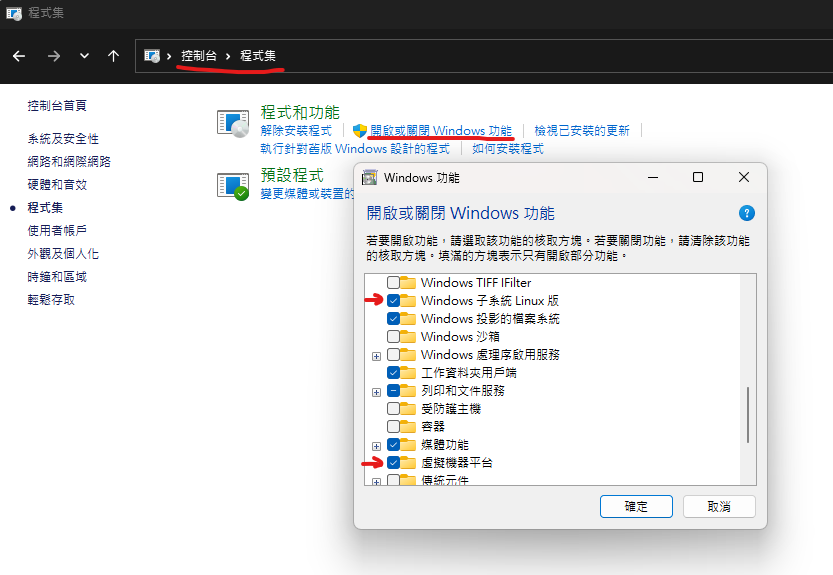 程式集
控制台 › 程式集
控制台首頁
系統及安全性
網路和網際網路
硬體和音效
程式集
使用者帳戶
外觀及個人化
時鐘和區域
輕鬆存取
程式和功能
解除安裝程式 開啟或關閉 Windows 功能 檢視已安裝的更新
執行針對舊版 Windows 設計的程式 如何安裝程式
預設程式
變更媒體或裝置的
Windows 功能
開啟或關閉 Windows 功能
若要開啟功能，請選取該功能的核取方塊。若要關閉功能，請清除該功能
的核取方塊。填滿的方塊表示只有開啟部分功能。
Windows TIFF IFilter
Windows 子系統 Linux 版
Windows 投影的檔案系統
Windows 沙箱
Windows 處理序啟用服務
工作資料夾用戶端
列印和文件服務
受防護主機
容器
媒體功能
虛擬機器平台
傳統元件
確定 取消